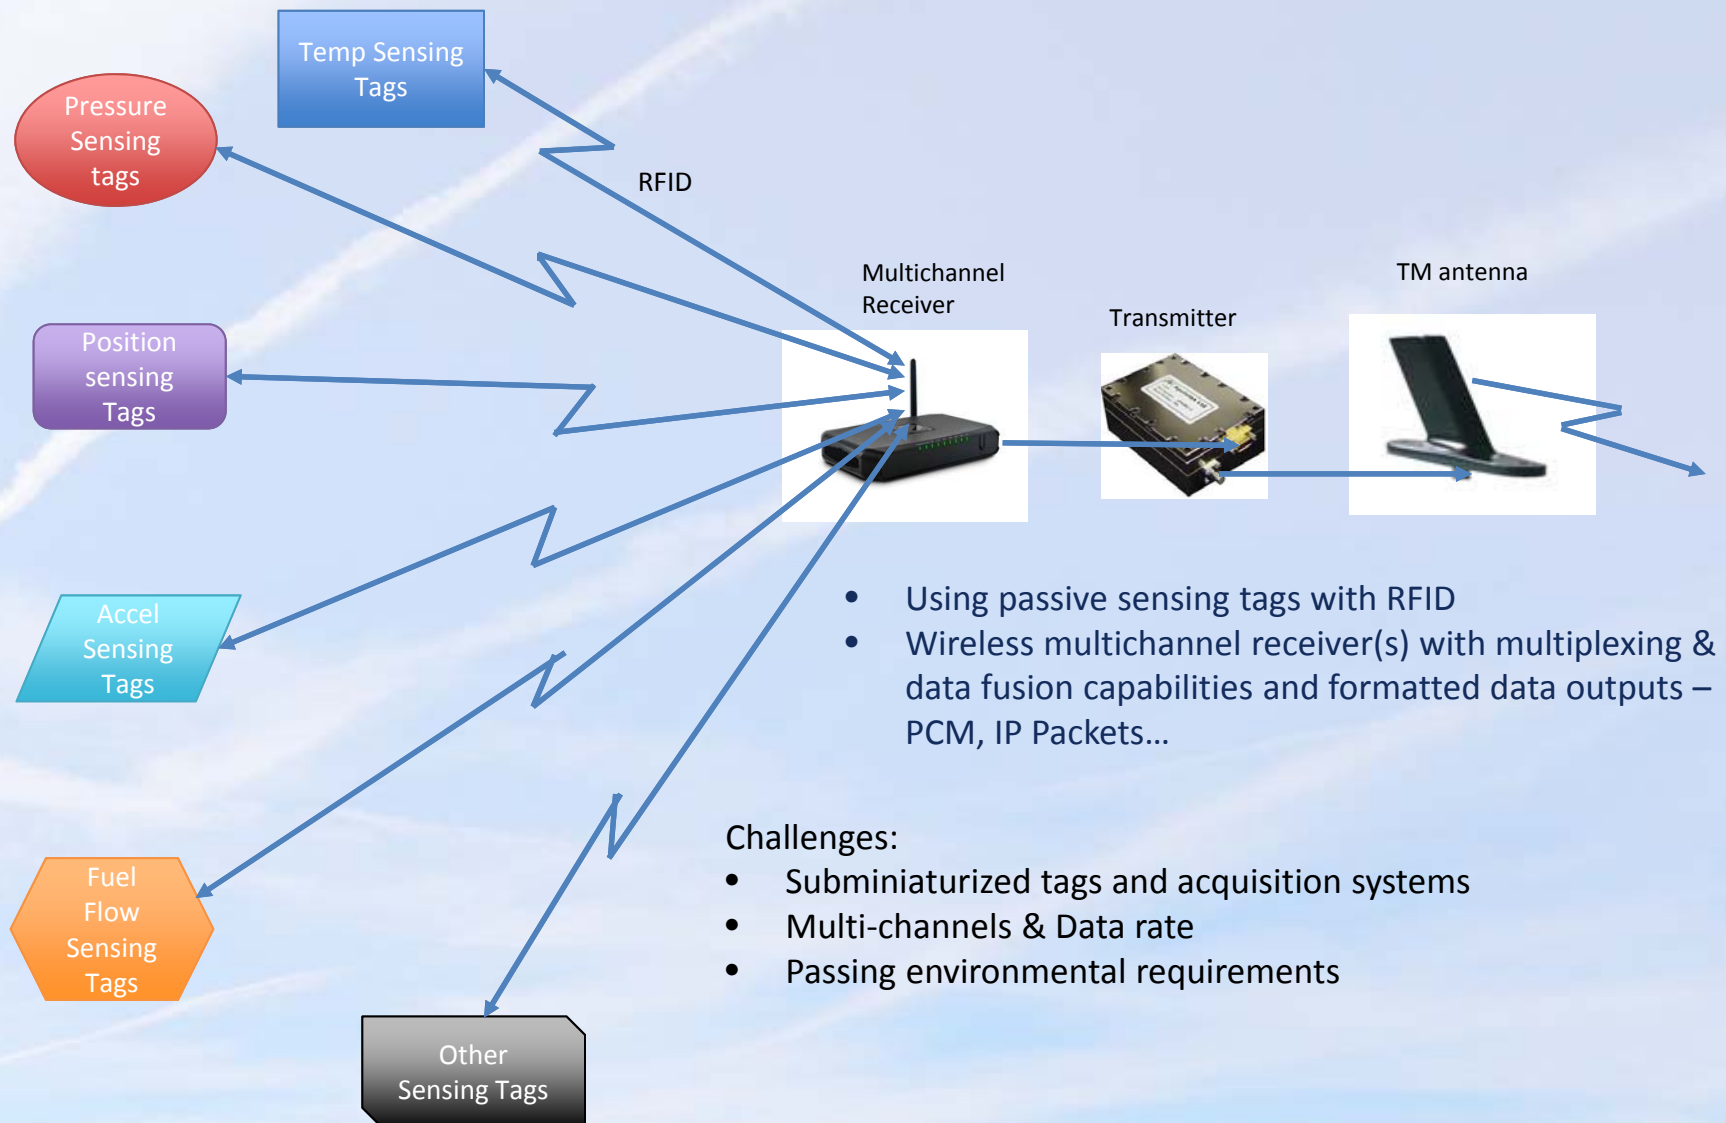 Temp Sensing
Tags
Pressure
Sensing
tags
RFID
Multichannel
Receiver
Transmitter
TM antenna
Position
sensing
Tags
Accel
Sensing
Tags
• Using passive sensing tags with RFID
• Wireless multichannel receiver(s) with multiplexing &
data fusion capabilities and formatted data outputs –
PCM, IP Packets…
Challenges:
• Subminiaturized tags and acquisition systems
• Multi-channels & Data rate
• Passing environmental requirements
Fuel
Flow
Sensing
Tags
Other
Sensing Tags